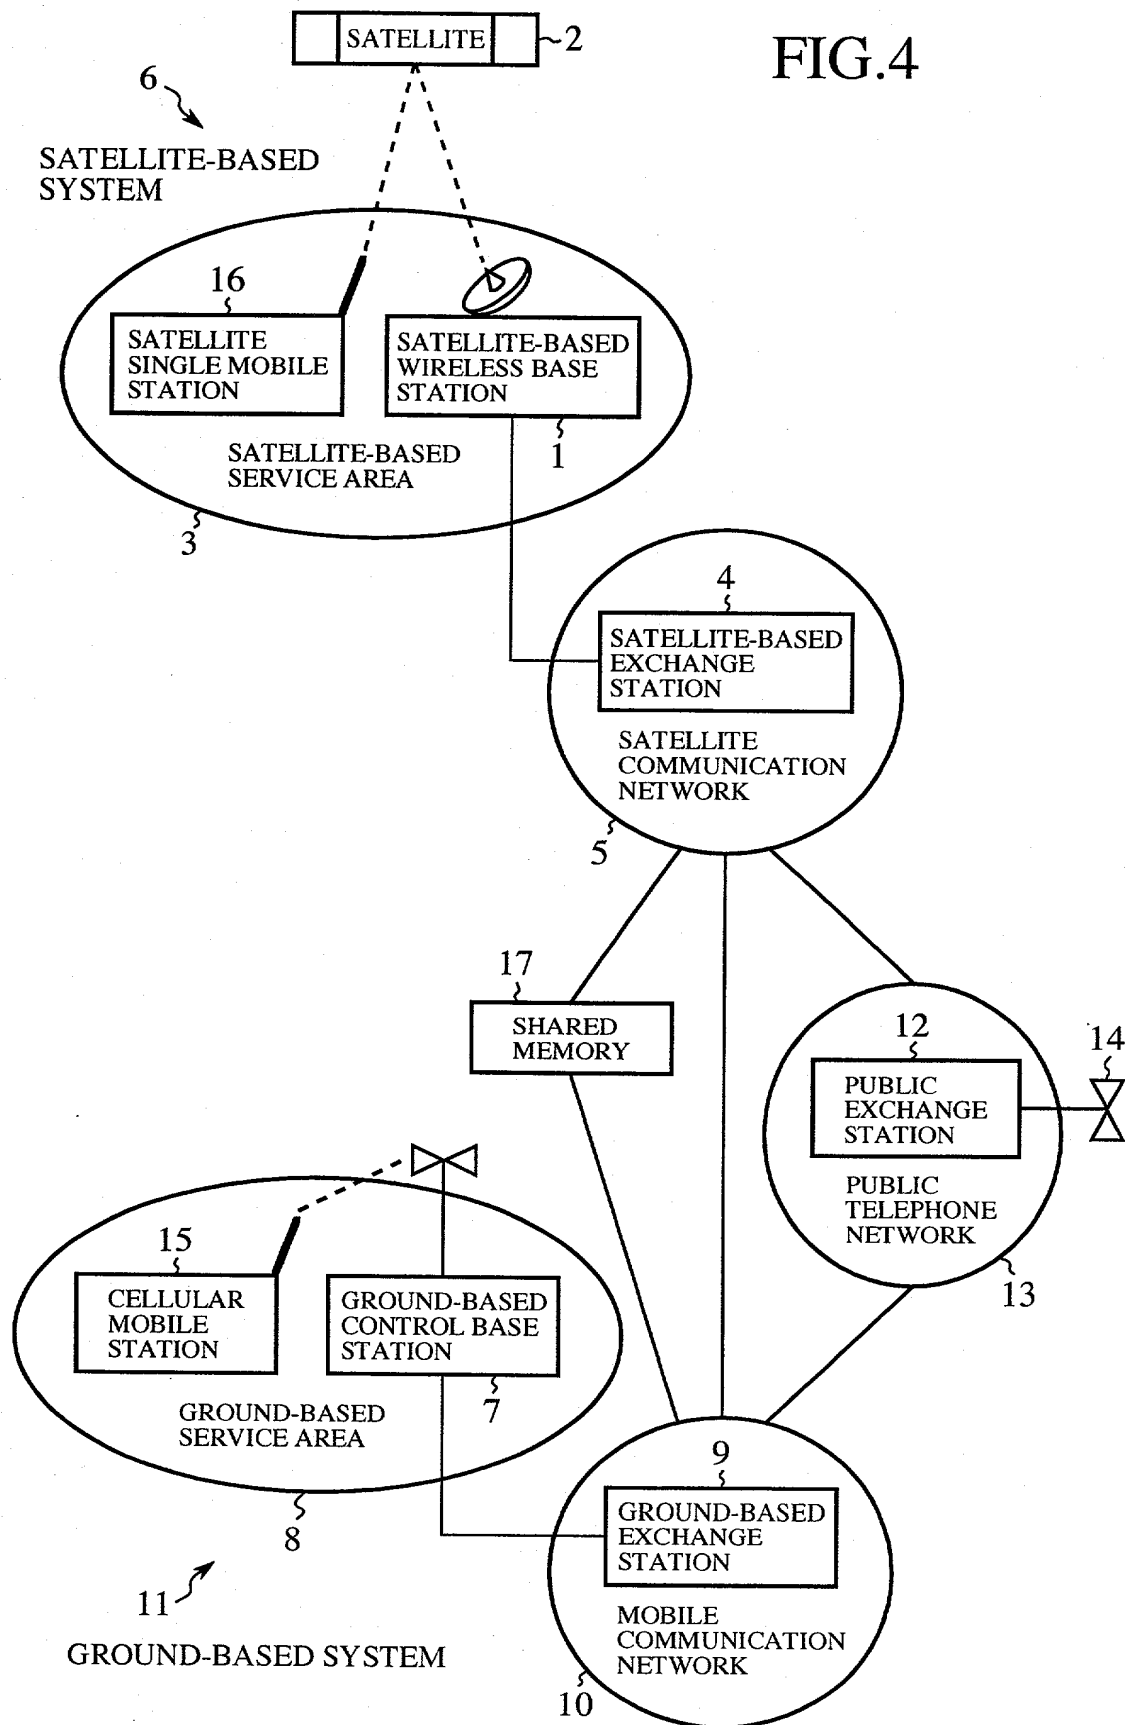 SATELLITE
2
FIG.4
6
SATELLITE-BASED
SYSTEM
16
SATELLITE
SINGLE MOBILE
STATION
SATELLITE-BASED
WIRELESS BASE
STATION
1
SATELLITE-BASED
SERVICE AREA
3
4
SATELLITE-BASED
EXCHANGE
STATION
SATELLITE
COMMUNICATION
NETWORK
5
17
SHARED
MEMORY
12
14
PUBLIC
EXCHANGE
STATION
PUBLIC
TELEPHONE
NETWORK
13
15
CELLULAR
MOBILE
STATION
GROUND-BASED
CONTROL BASE
STATION
7
GROUND-BASED
SERVICE AREA
8
9
GROUND-BASED
EXCHANGE
STATION
MOBILE
COMMUNICATION
NETWORK
10
11
GROUND-BASED SYSTEM